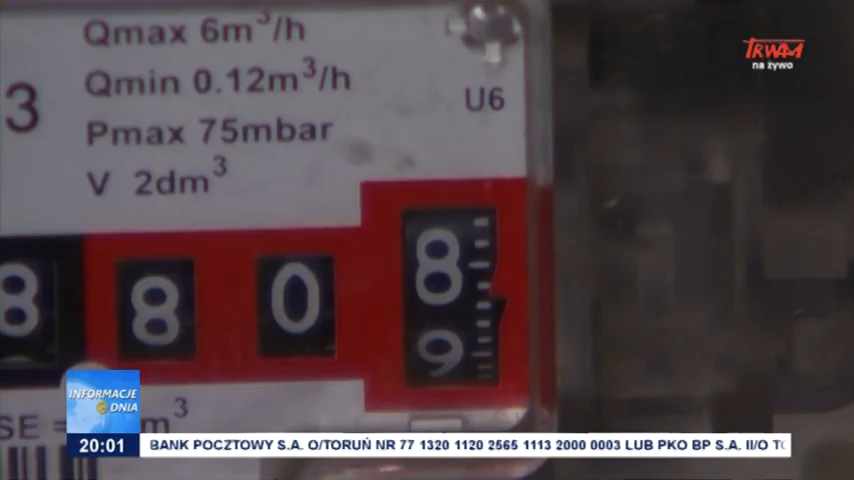 Qmax 6m³/h
TRWAM
na żywo
Qmin 0.12m³/h
3
U6
Pmax 75mbar
V 2dm³
8 8 0 8
9
INFORMACJE
DNIA
m³
20:01
BANK POCZTOWY S.A. O/TORUŃ NR 77 1320 1120 2565 1113 2000 0003 LUB PKO BP S.A. II/O